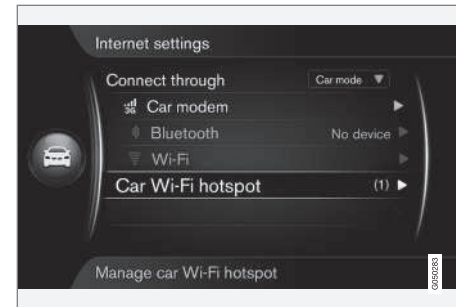 Internet settings
Connect through Car mode
3G Car modem
Bluetooth No device
Wi-Fi
Car Wi-Fi hotspot (1)
Manage car Wi-Fi hotspot
G050283